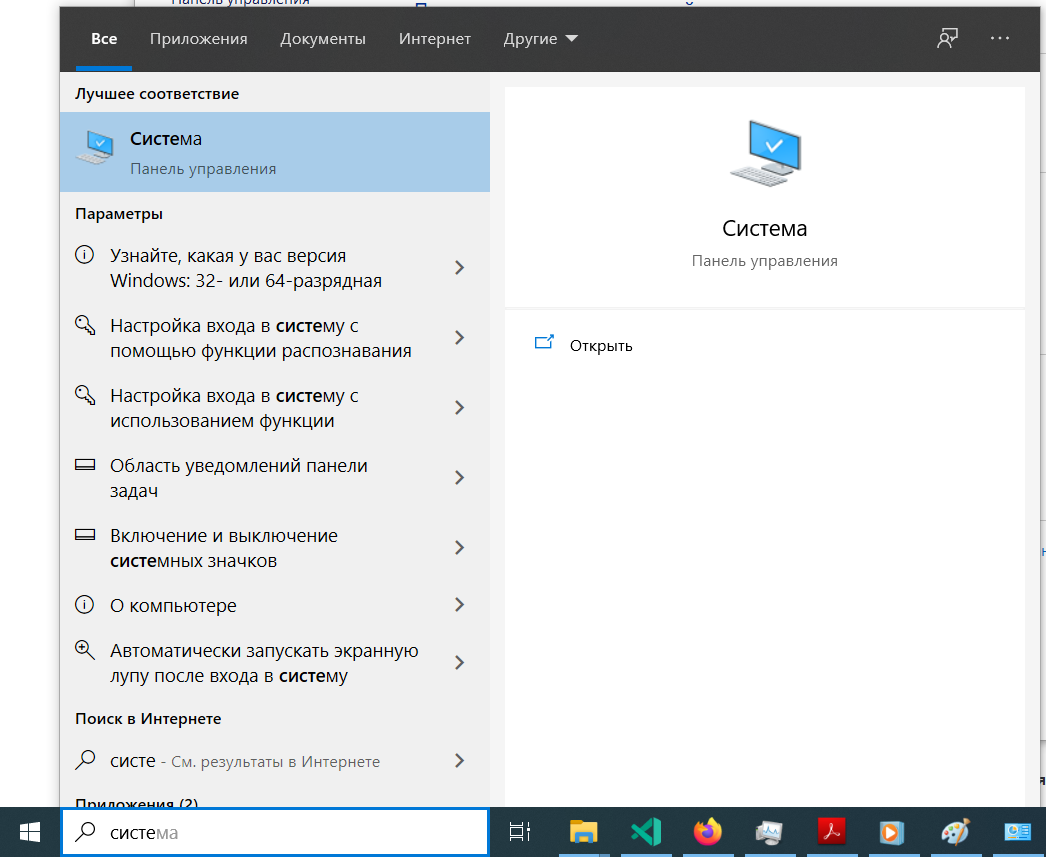 Панель управления
Все Приложения Документы Интернет Другие
Лучшее соответствие
Система
Панель управления
Параметры
Узнайте, какая у вас версия
Windows: 32- или 64-разрядная
Настройка входа в систему с
помощью функции распознавания
Настройка входа в систему с
использованием функции
Область уведомлений панели
задач
Включение и выключение
системных значков
О компьютере
Автоматически запускать экранную
лупу после входа в систему
Поиск в Интернете
систе - См. результаты в Интернете
Приложения (2)
система
Система
Панель управления
Открыть